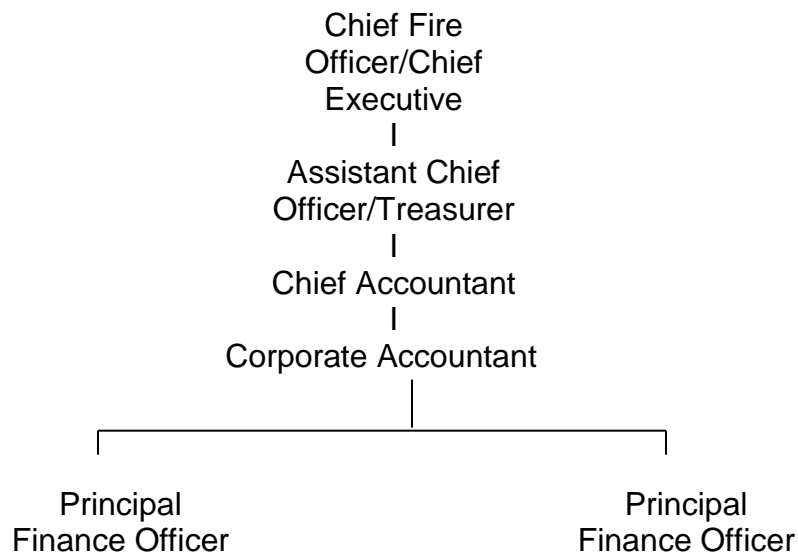 Chief Fire
Officer/Chief
Executive
Assistant Chief
Officer/Treasurer
Chief Accountant
Corporate Accountant
Principal
Finance Officer
Principal
Finance Officer